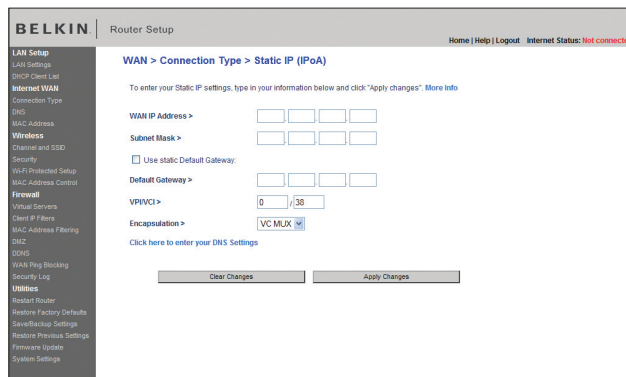 BELKIN.
Router Setup
Home | Help | Logout Internet Status: Not connected
LAN Setup
LAN Settings
DHCP Client List
Internet WAN
Connection Type
DNS
MAC Address
Wireless
Channel and SSID
Security
Wi-Fi Protected Setup
MAC Address Control
Firewall
Virtual Servers
Client IP Filters
MAC Address Filtering
DMZ
DDNS
WAN Ping Blocking
Security Log
Utilities
Restart Router
Restore Factory Defaults
Save/Backup Settings
Restore Previous Settings
Firmware Update
System Settings
WAN > Connection Type > Static IP (IPoA)
To enter your Static IP settings, type in your information below and click "Apply changes". More Info
WAN IP Address > . . .
Subnet Mask > . . .
Use static Default Gateway:
Default Gateway > . . .
VPI/VCI > 0 / 38
Encapsulation > VC MUX
Click here to enter your DNS Settings
Clear Changes Apply Changes